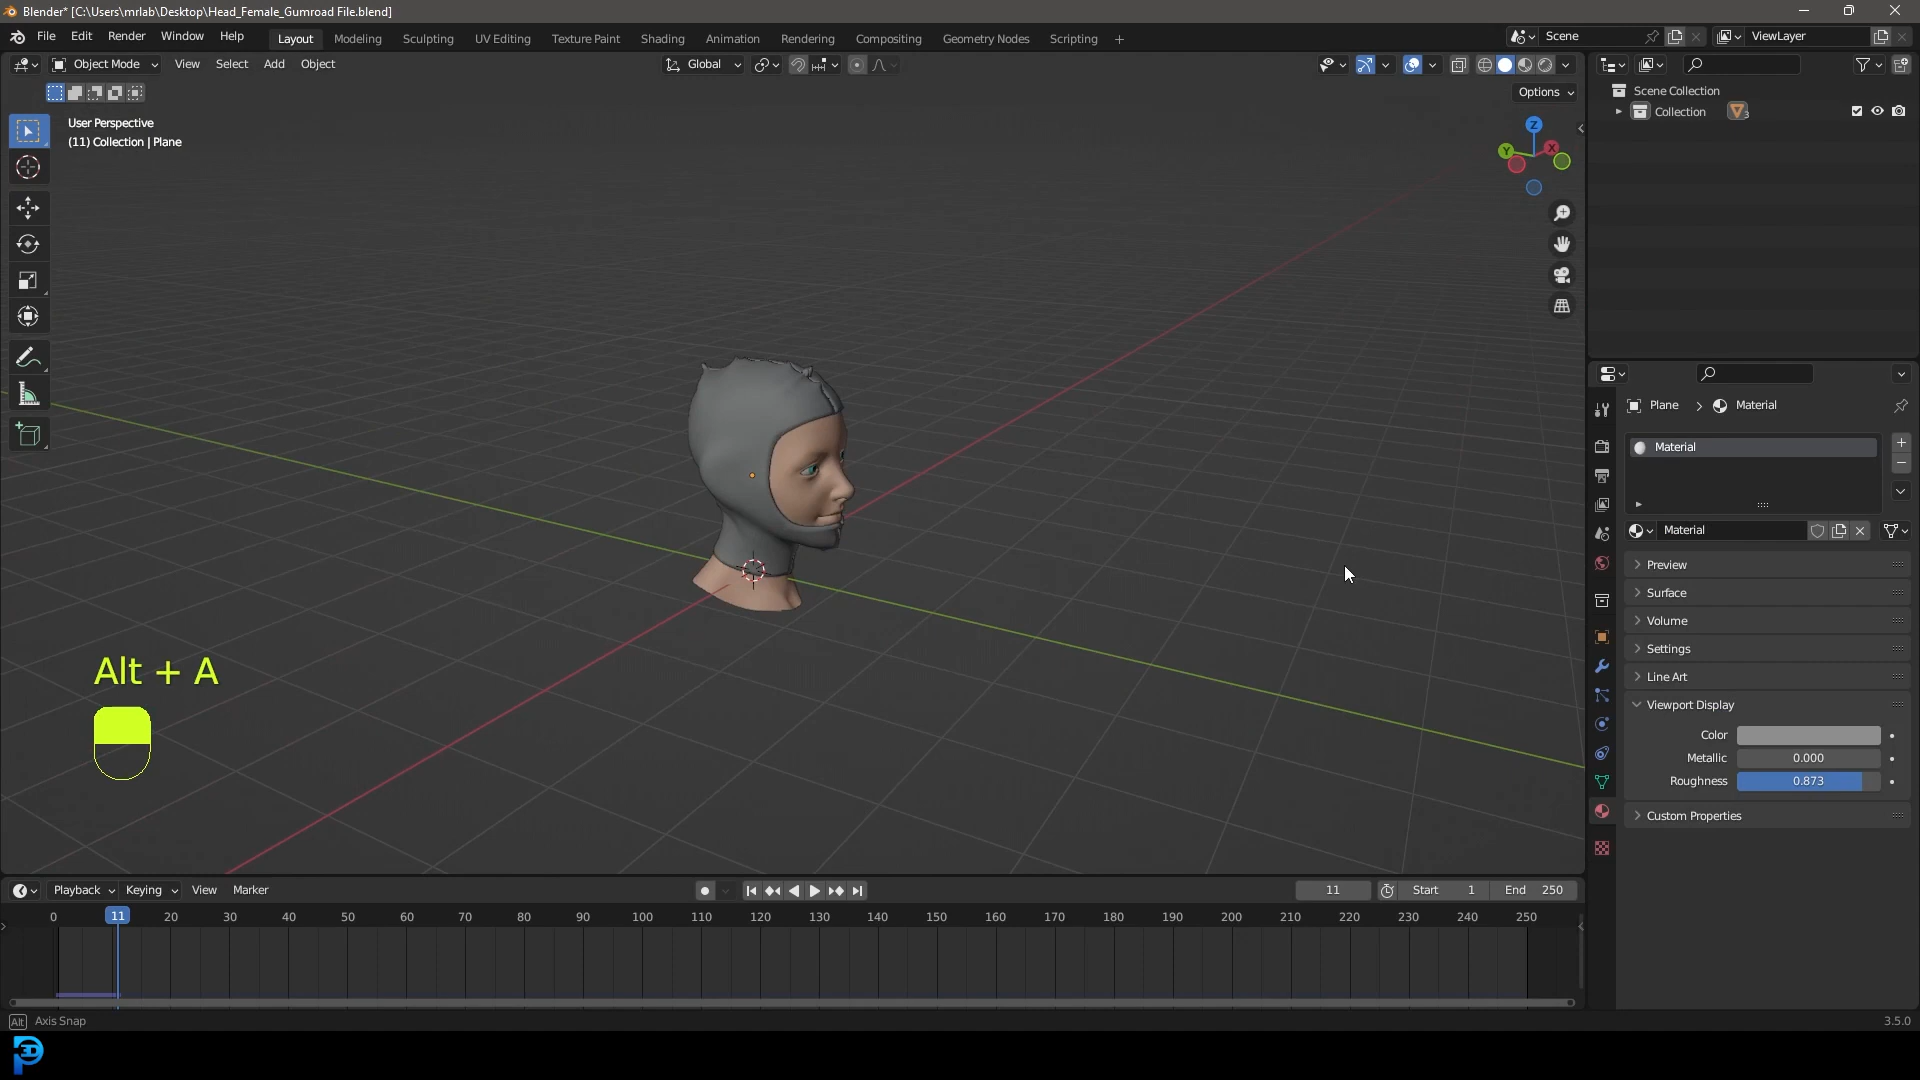 Blender* [C:\Users\mrlab\Desktop\Head_Female_Gumroad File.blend]
File Edit Render Window Help Layout Modeling Sculpting UV Editing Texture Paint Shading Animation Rendering Compositing Geometry Nodes Scripting + Scene ViewLayer
Object Mode View Select Add Object Global
Options
User Perspective
(11) Collection | Plane
Z
Y
X
Scene Collection
Collection 3
Plane > Material
Material
Material
Preview
Surface
Volume
Settings
Line Art
Viewport Display
Color
Metallic 0.000
Roughness 0.873
Custom Properties
Alt + A
Playback Keying View Marker 11 Start 1 End 250
0 11 20 30 40 50 60 70 80 90 100 110 120 130 140 150 160 170 180 190 200 210 220 230 240 250
Alt Axis Snap 3.5.0
3D